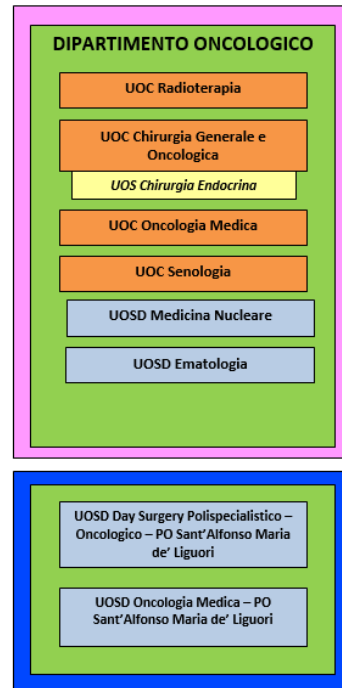 DIPARTIMENTO ONCOLOGICO
UOC Radioterapia
UOC Chirurgia Generale e
Oncologica
UOS Chirurgia Endocrina
UOC Oncologia Medica
UOC Senologia
UOSD Medicina Nucleare
UOSD Ematologia
UOSD Day Surgery Polispecialistico –
Oncologico – PO Sant’Alfonso Maria
de’ Liguori
UOSD Oncologia Medica – PO
Sant’Alfonso Maria de’ Liguori